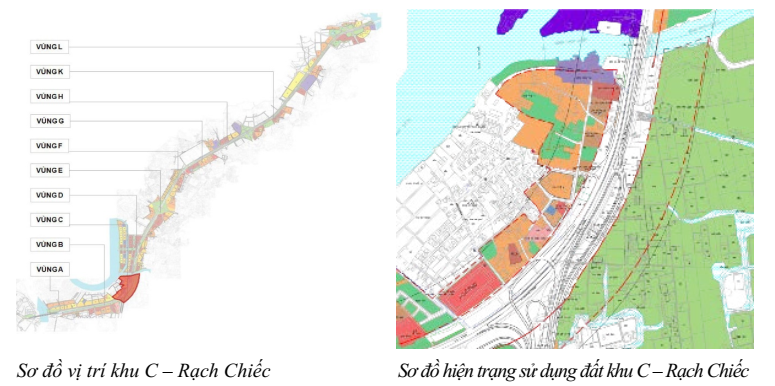 VÙNG L
VÙNG K
VÙNG H
VÙNG G
VÙNG F
VÙNG E
VÙNG D
VÙNG C
VÙNG B
VÙNG A
Sơ đồ vị trí khu C – Rạch Chiếc
Sơ đồ hiện trạng sử dụng đất khu C – Rạch Chiếc